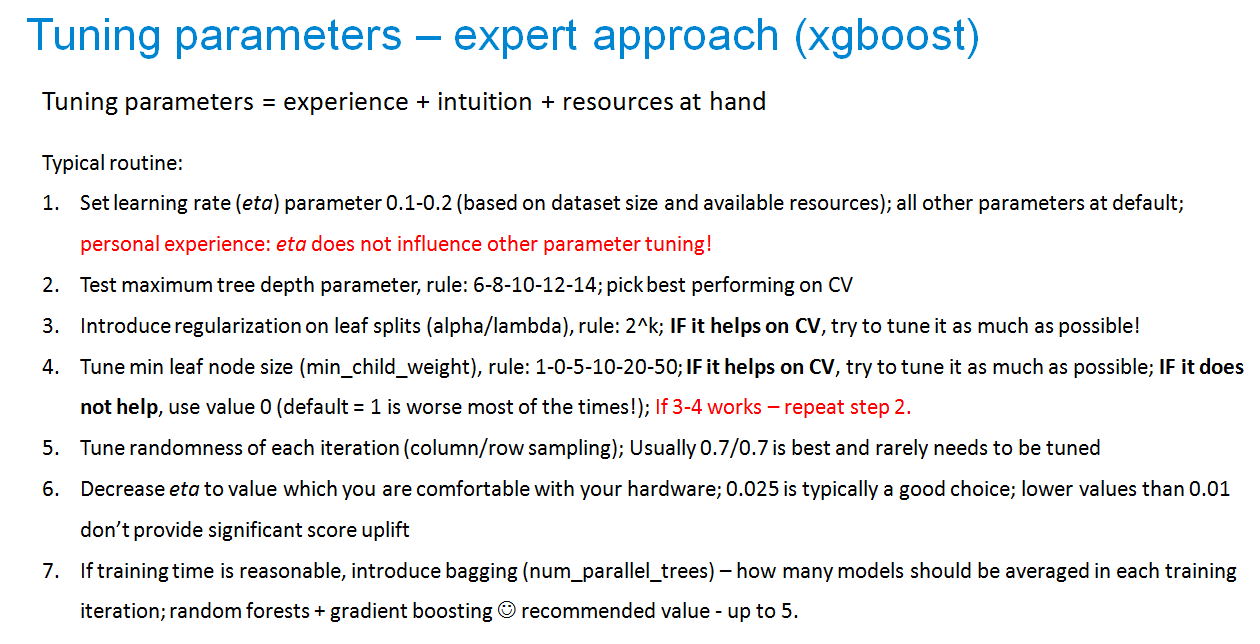 Tuning parameters – expert approach (xgboost)
Tuning parameters = experience + intuition + resources at hand
Typical routine:
1. Set learning rate (eta) parameter 0.1-0.2 (based on dataset size and available resources); all other parameters at default;
personal experience: eta does not influence other parameter tuning!
2. Test maximum tree depth parameter, rule: 6-8-10-12-14; pick best performing on CV
3. Introduce regularization on leaf splits (alpha/lambda), rule: 2^k; IF it helps on CV, try to tune it as much as possible!
4. Tune min leaf node size (min_child_weight), rule: 1-0-5-10-20-50; IF it helps on CV, try to tune it as much as possible; IF it does
not help, use value 0 (default = 1 is worse most of the times!); If 3-4 works – repeat step 2.
5. Tune randomness of each iteration (column/row sampling); Usually 0.7/0.7 is best and rarely needs to be tuned
6. Decrease eta to value which you are comfortable with your hardware; 0.025 is typically a good choice; lower values than 0.01
don't provide significant score uplift
7. If training time is reasonable, introduce bagging (num_parallel_trees) – how many models should be averaged in each training
iteration; random forests + gradient boosting ☺ recommended value - up to 5.